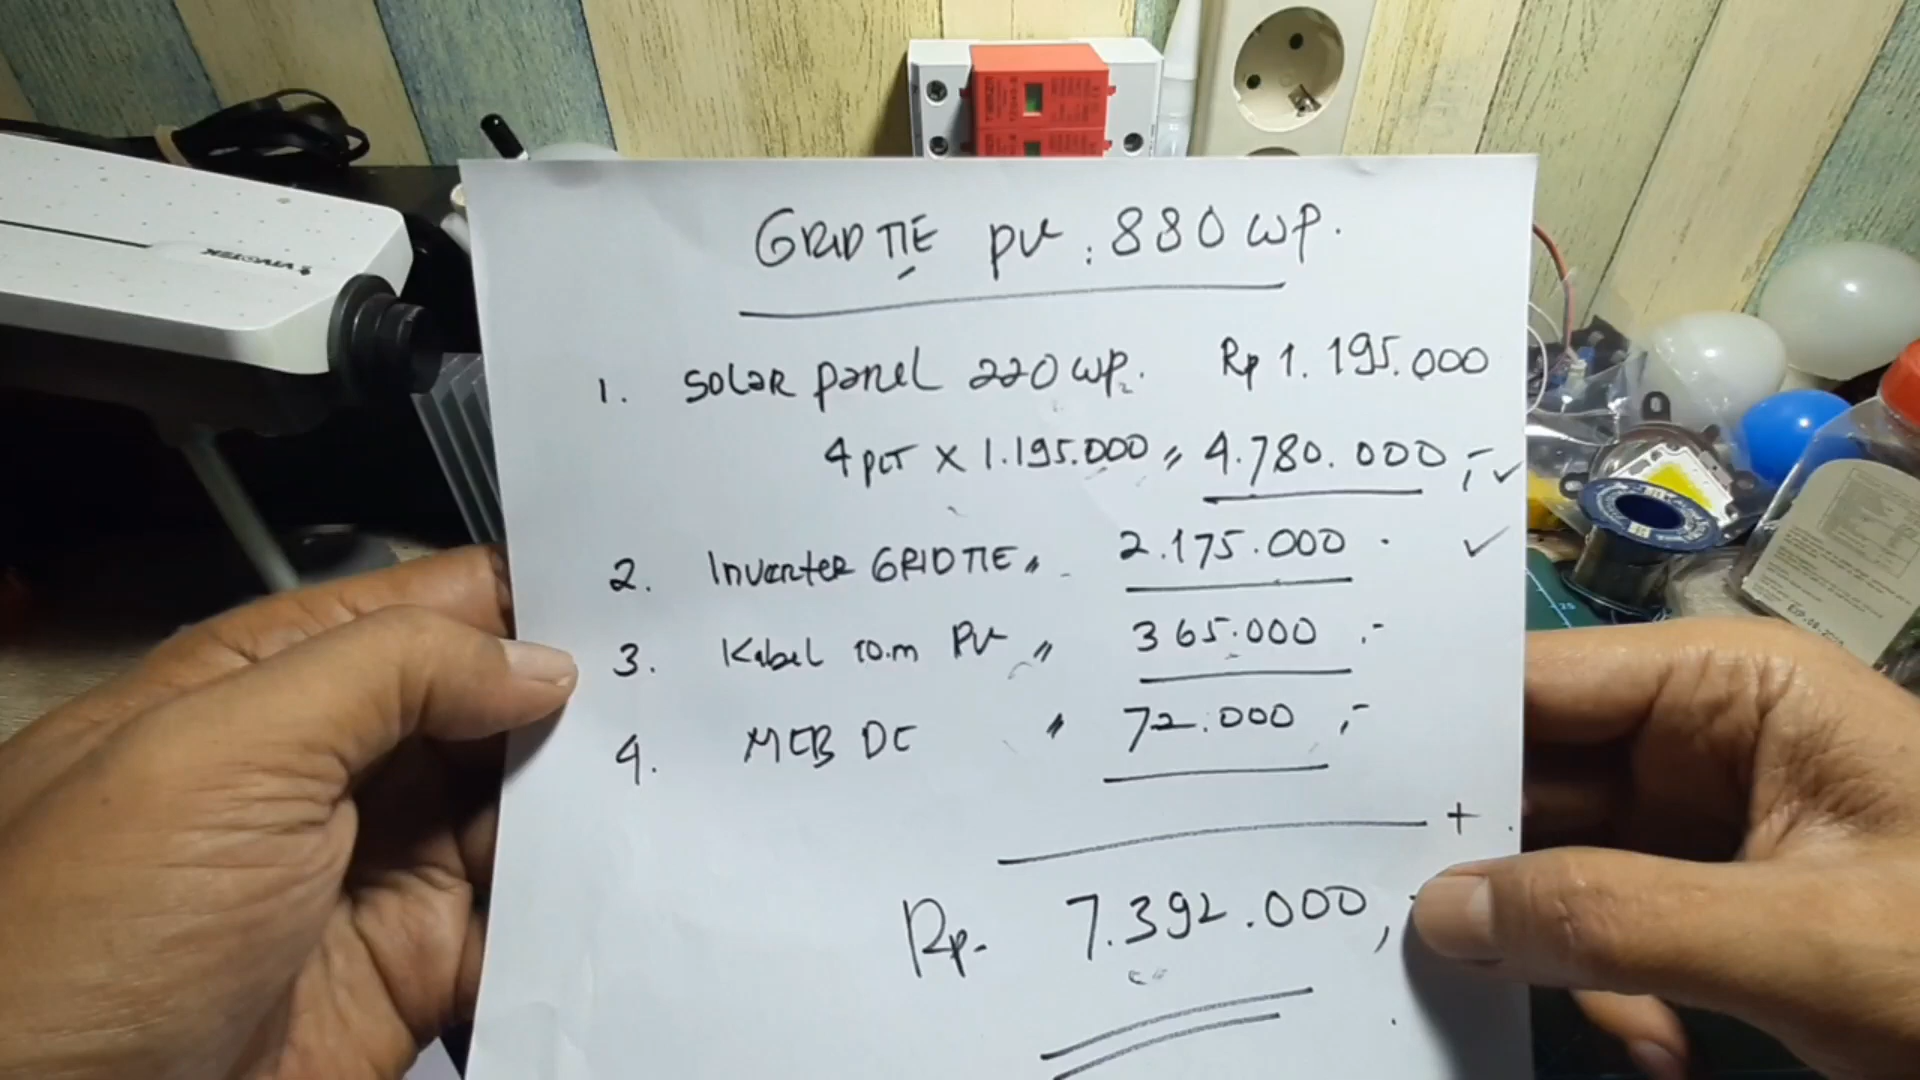 GRIDTIE PV : 880 WP.
1. Solar panel 220 WP. Rp 1.195.000
4 pcs x 1.195.000 = 4.780.000,-
2. Inverter GRIDTIE = 2.175.000
3. Kabel 10.m PV = 365.000,-
4. MCB DC = 72.000,-
+
Rp. 7.392.000,-
VIVOTEK